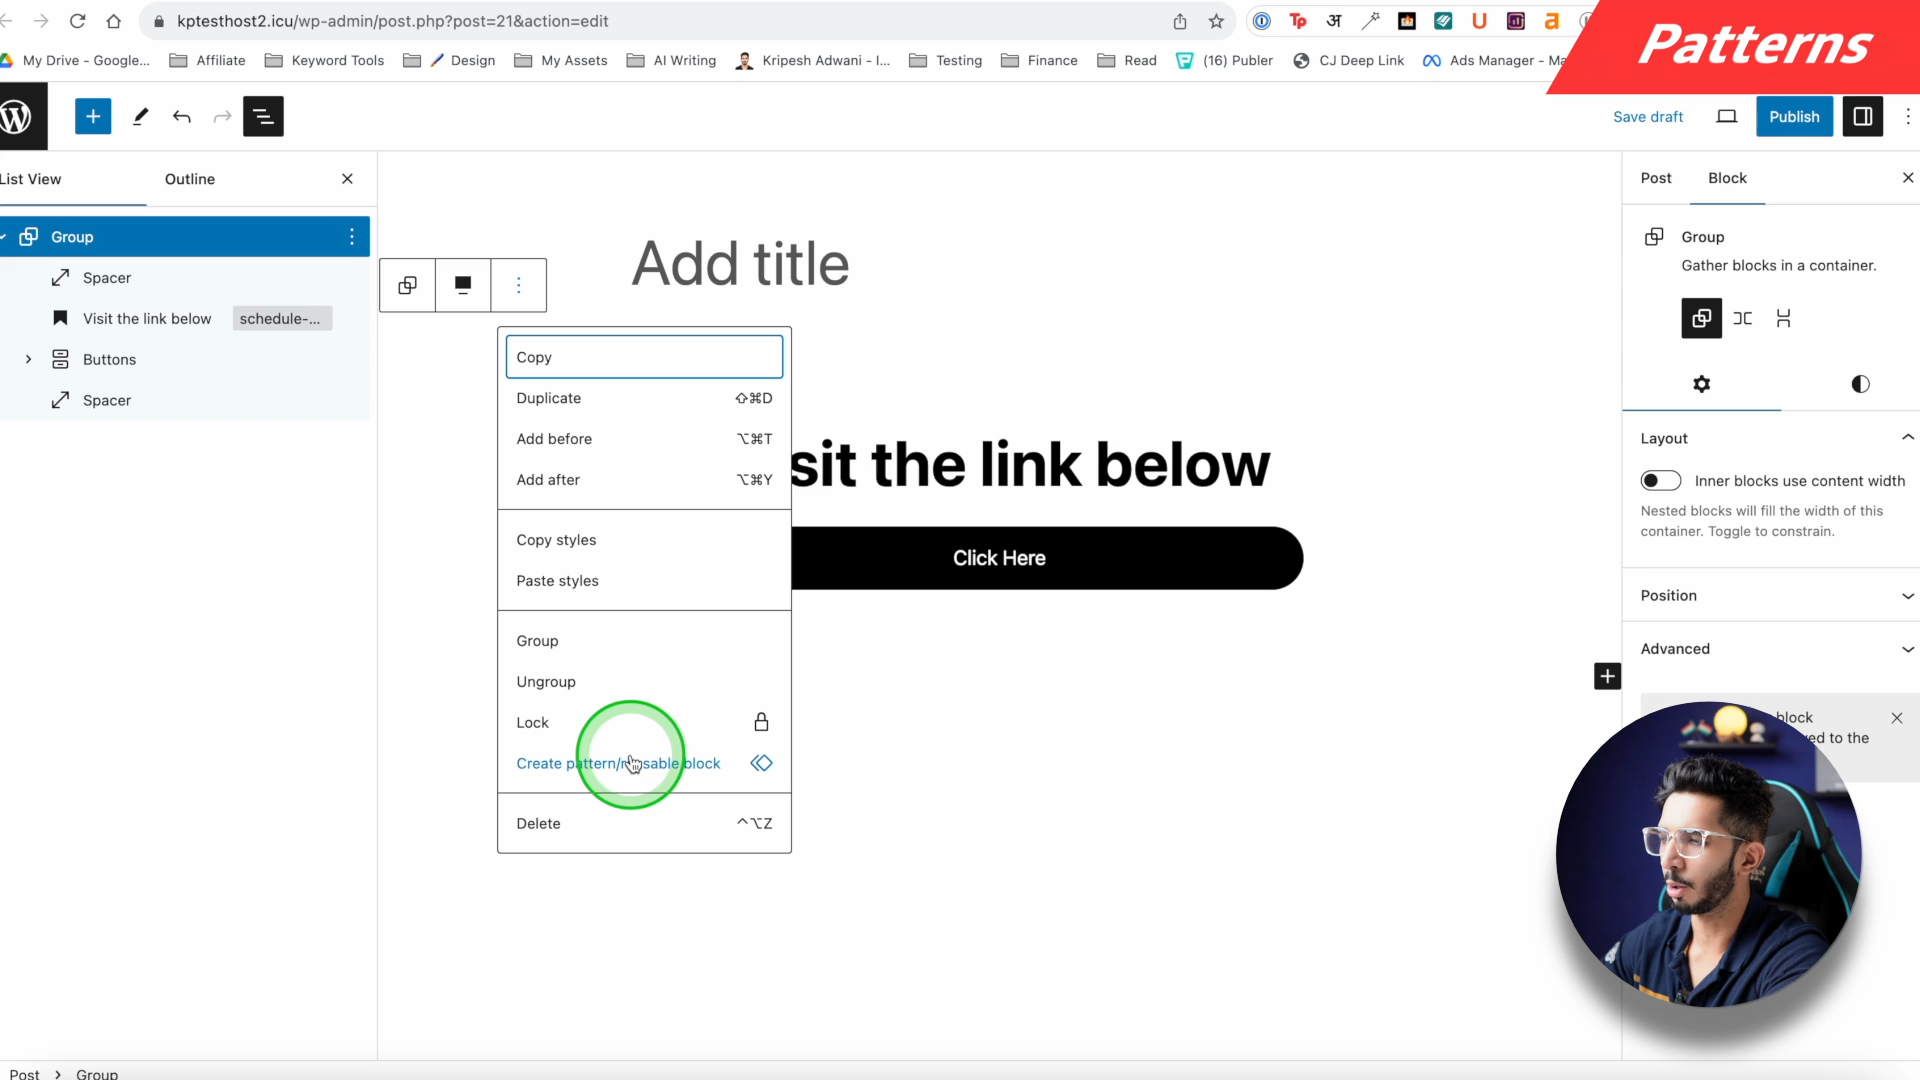 kptesthost2.icu/wp-admin/post.php?post=21&action=edit
Patterns
My Drive - Google...
Affiliate
Keyword Tools
Design
My Assets
AI Writing
Kripesh Adwani - I...
Testing
Finance
Read
(16) Publer
CJ Deep Link
Ads Manager - Ma
Save draft
Publish
List View
Outline
Post
Block
Group
Spacer
Visit the link below
schedule-...
Buttons
Spacer
Add title
Copy
Duplicate ⇧⌘D
Add before ⌥⌘T
Add after ⌥⌘Y
Copy styles
Paste styles
Group
Ungroup
Lock
Create pattern/reusable block
Delete ^⌥Z
sit the link below
Click Here
Group
Gather blocks in a container.
Layout
Inner blocks use content width
Nested blocks will fill the width of this
container. Toggle to constrain.
Position
Advanced
block
ed to the
Post > Group